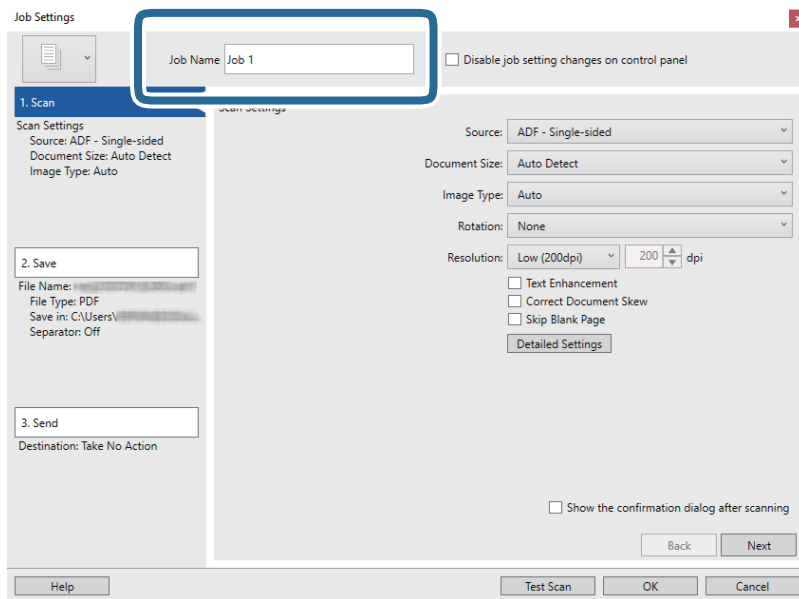 Job Settings
Job Name Job 1
Disable job setting changes on control panel
1. Scan
Scan Settings
Source: ADF - Single-sided
Document Size: Auto Detect
Image Type: Auto
2. Save
File Name:
File Type: PDF
Save in: C:\Users\
Separator: Off
3. Send
Destination: Take No Action
Scan Settings
Source: ADF - Single-sided
Document Size: Auto Detect
Image Type: Auto
Rotation: None
Resolution: Low (200dpi) 200 dpi
Text Enhancement
Correct Document Skew
Skip Blank Page
Detailed Settings
Show the confirmation dialog after scanning
Back Next
Help Test Scan OK Cancel